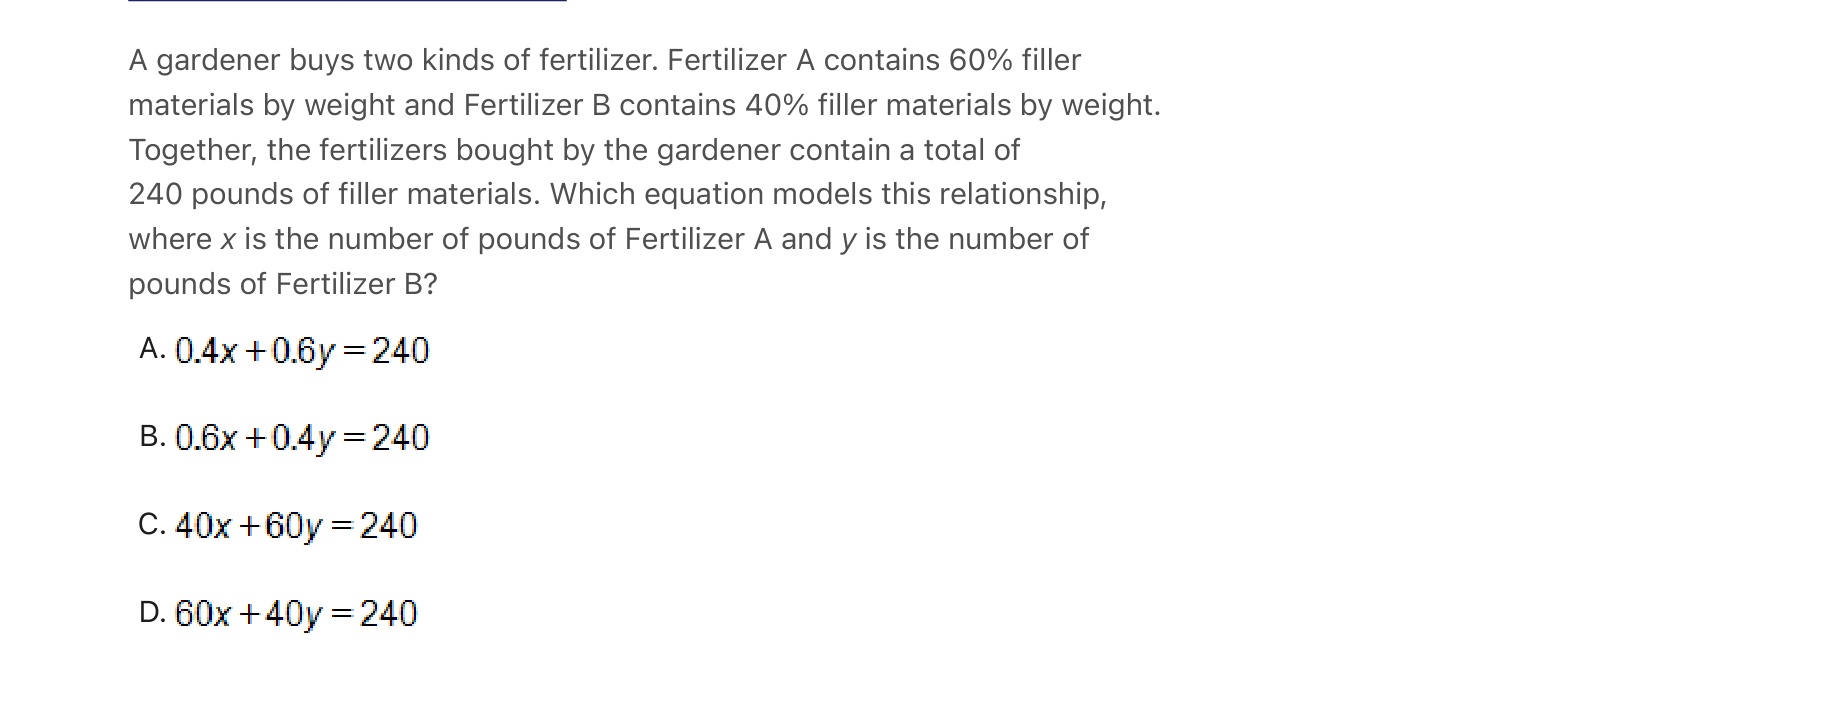 A gardener buys two kinds of fertilizer. Fertilizer A contains 60% filler
materials by weight and Fertilizer B contains 40% filler materials by weight.
Together, the fertilizers bought by the gardener contain a total of
240 pounds of filler materials. Which equation models this relationship,
where x is the number of pounds of Fertilizer A and y is the number of
pounds of Fertilizer B?
A. 0.4x + 0.6y = 240
B. 0.6x + 0.4y = 240
C. 40x + 60y = 240
D. 60x + 40y = 240